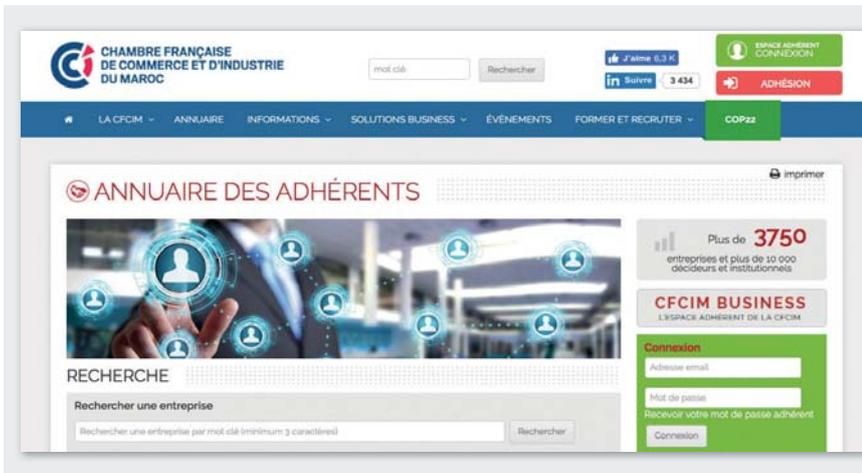 CHAMBRE FRANÇAISE
DE COMMERCE ET D'INDUSTRIE
DU MAROC
mot clé
Rechercher
J'aime 6,3 K
in Suivre 3 434
ESPACE ADHÉRENT
CONNEXION
ADHÉSION
LA CFCIM
ANNUAIRE
INFORMATIONS
SOLUTIONS BUSINESS
ÉVÈNEMENTS
FORMER ET RECRUTER
COP22
imprimer
ANNUAIRE DES ADHÉRENTS
Plus de 3750
entreprises et plus de 10 000
décideurs et institutionnels
CFCIM BUSINESS
L'ESPACE ADHÉRENT DE LA CFCIM
Connexion
Adresse email
Mot de passe
Recevoir votre mot de passe adhérent
Connexion
RECHERCHE
Rechercher une entreprise
Rechercher une entreprise par mot clé (minimum 3 caractères)
Rechercher